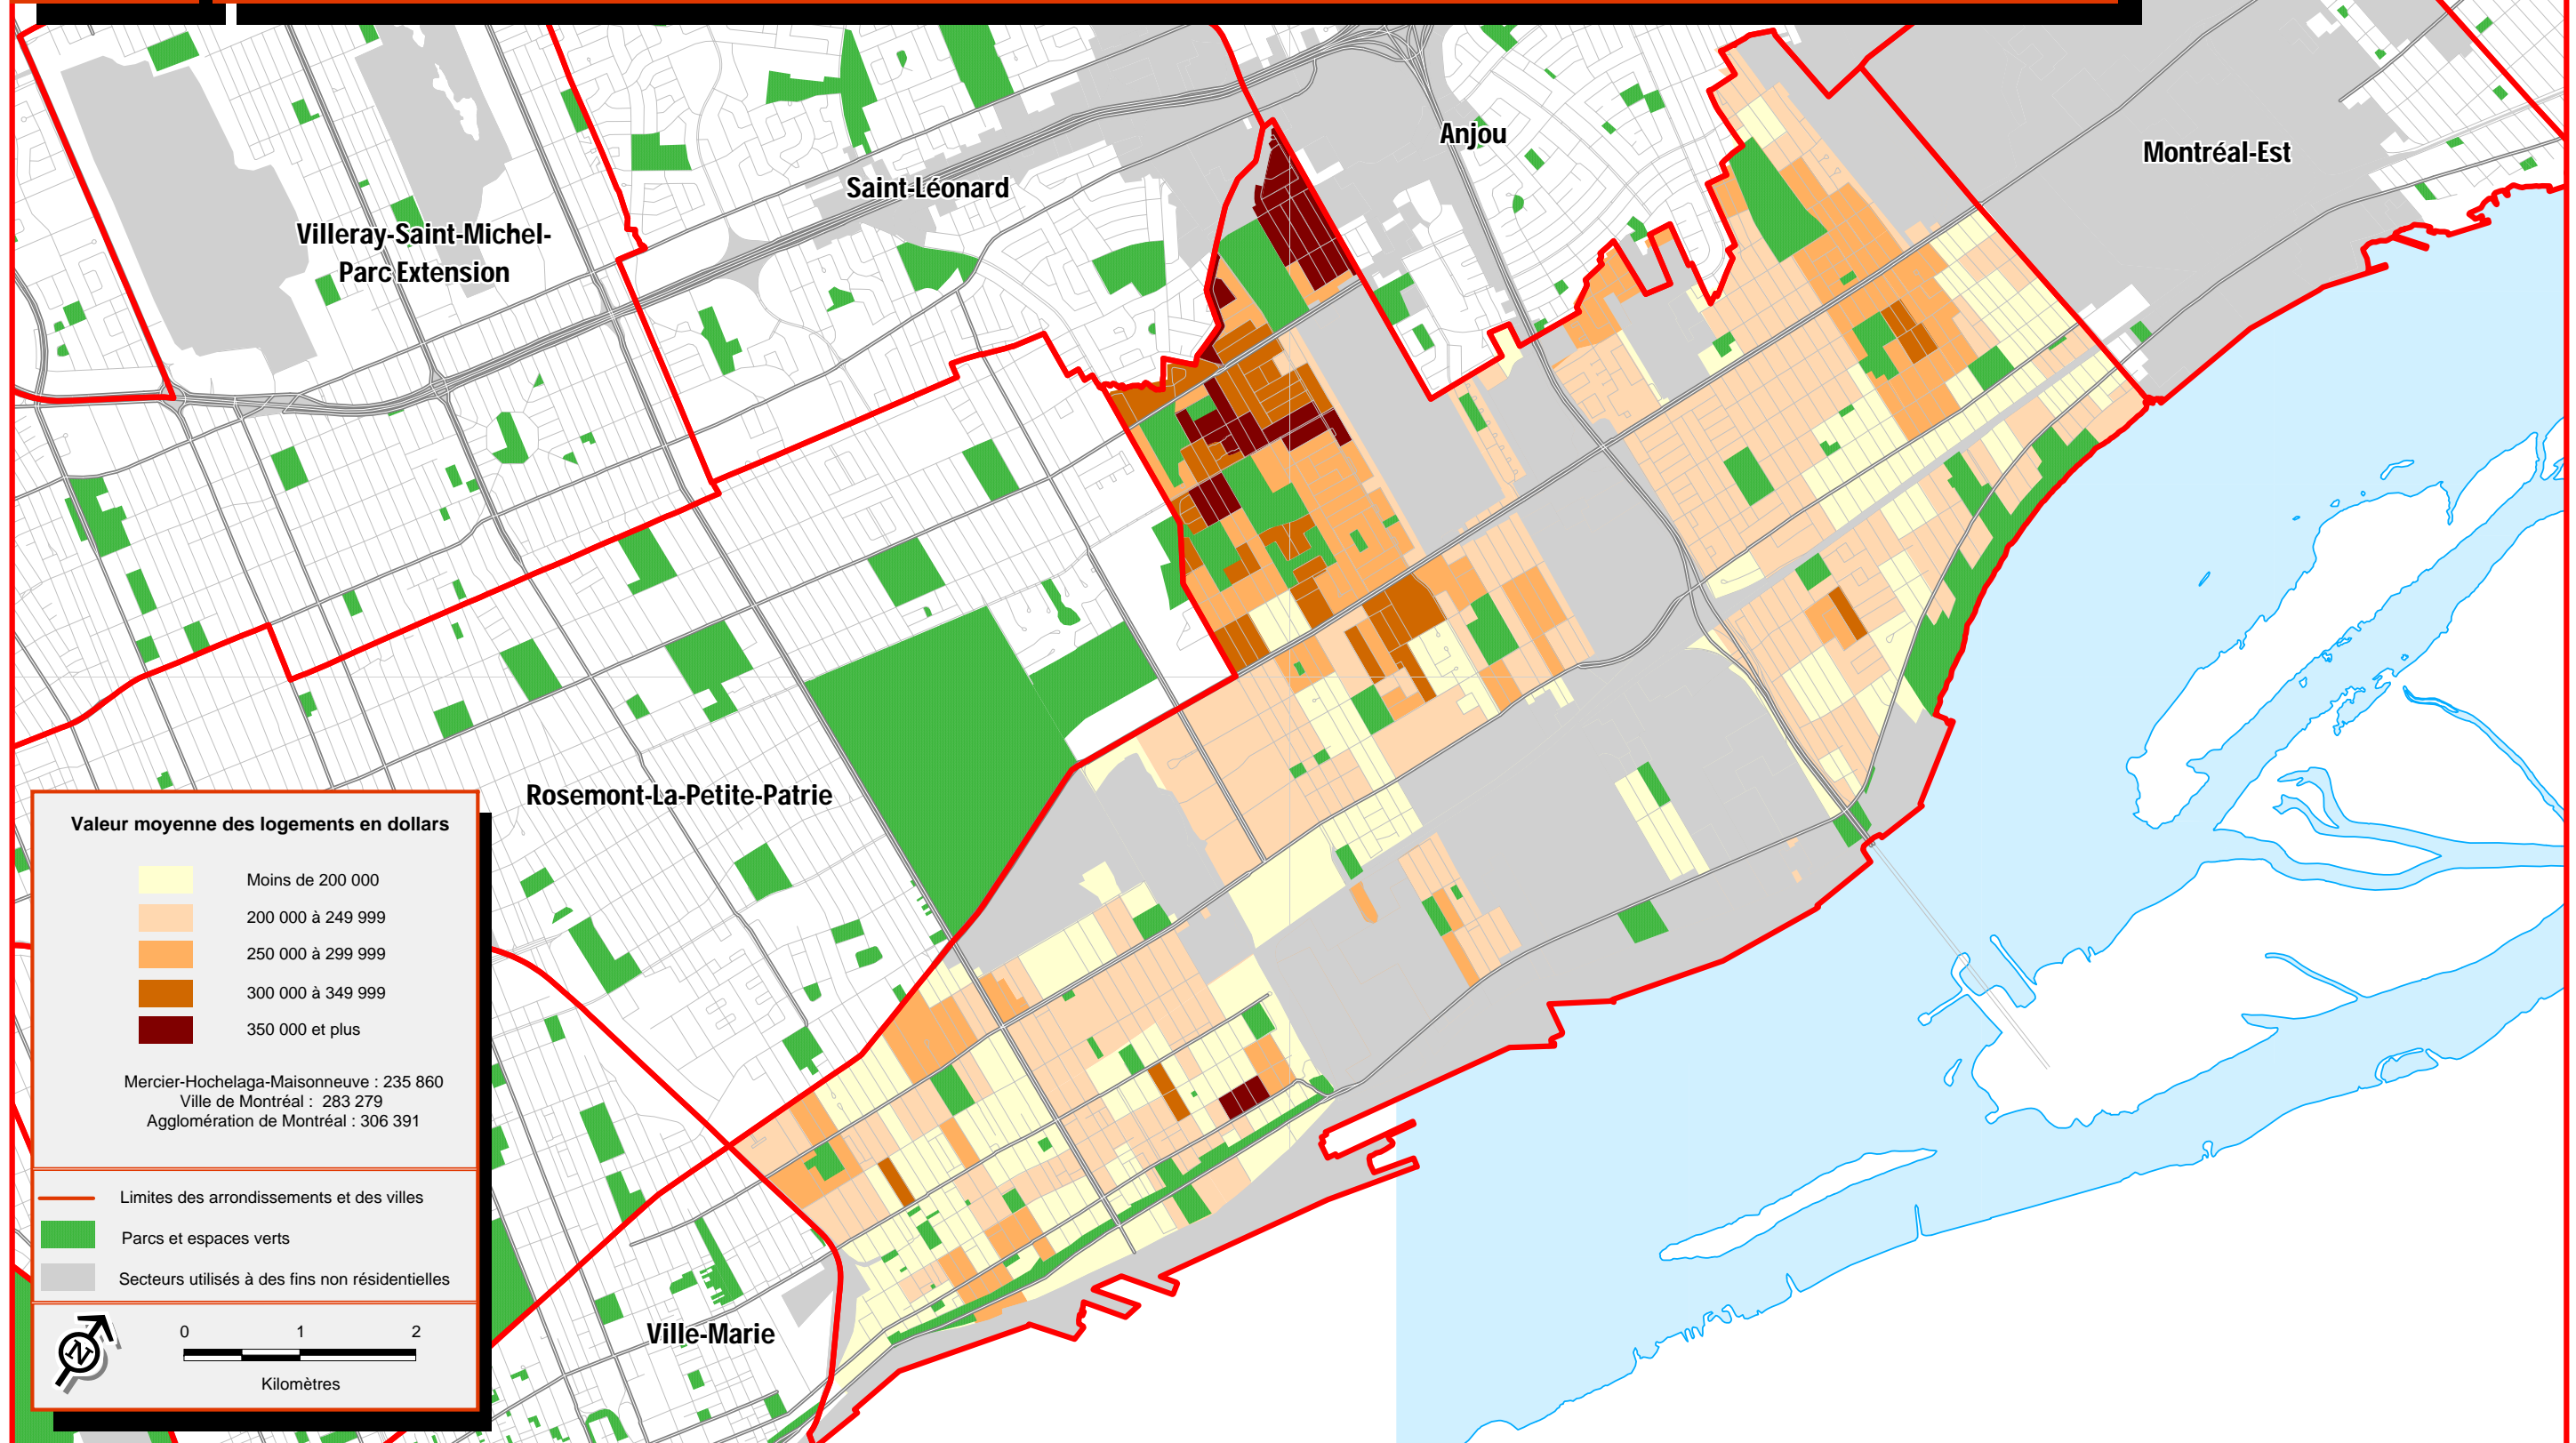 Anjou
Montréal-Est
Saint-Léonard
Villeray-Saint-Michel-
Parc Extension
Rosemont-La-Petite-Patrie
Ville-Marie
Valeur moyenne des logements en dollars
Moins de 200 000
200 000 à 249 999
250 000 à 299 999
300 000 à 349 999
350 000 et plus
Mercier-Hochelaga-Maisonneuve : 235 860
Ville de Montréal : 283 279
Agglomération de Montréal : 306 391
Limites des arrondissements et des villes
Parcs et espaces verts
Secteurs utilisés à des fins non résidentielles
N
0 1 2
Kilomètres